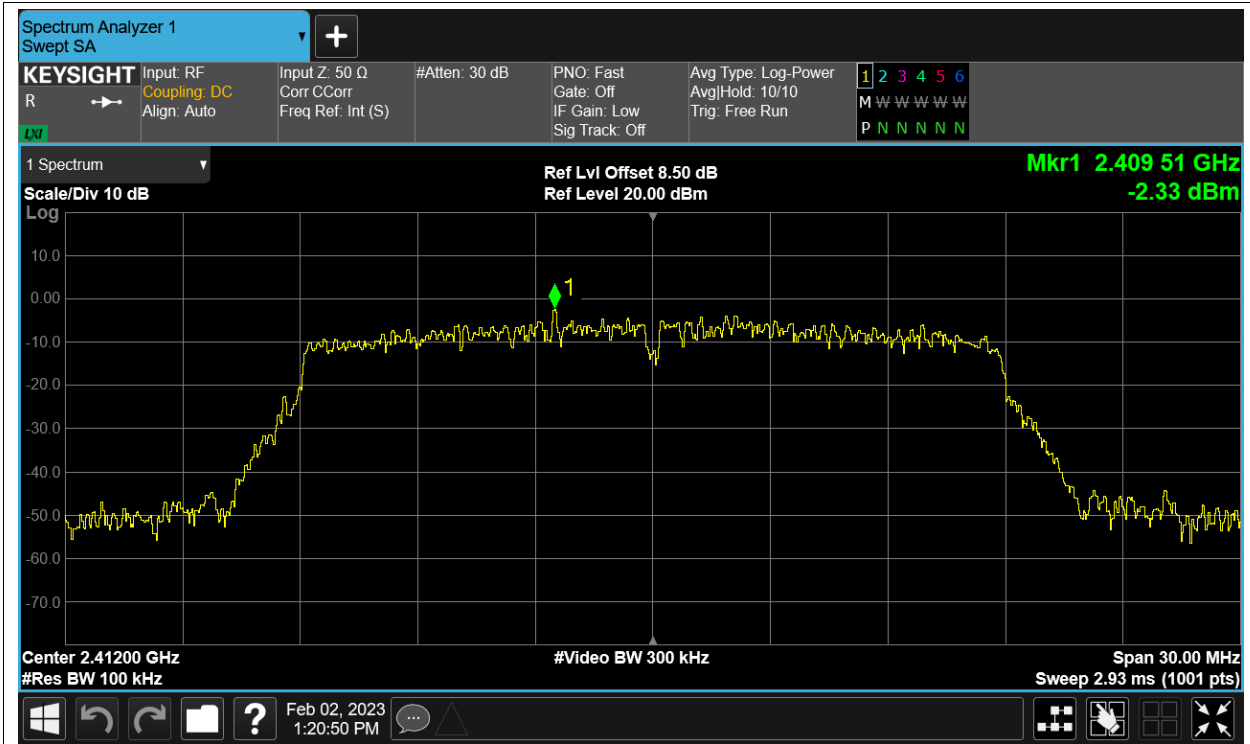 Spectrum Analyzer 1
Swept SA
KEYSIGHT
R
LXI
Input: RF
Coupling: DC
Align: Auto
Input Z: 50 Ω
Corr CCorr
Freq Ref: Int (S)
#Atten: 30 dB
PNO: Fast
Gate: Off
IF Gain: Low
Sig Track: Off
Avg Type: Log-Power
Avg|Hold: 10/10
Trig: Free Run
1 2 3 4 5 6
M W W W W W W
P N N N N N N
1 Spectrum
Scale/Div 10 dB
Log
Ref Lvl Offset 8.50 dB
Ref Level 20.00 dBm
Mkr1 2.409 51 GHz
-2.33 dBm
10.0
0.00
1
-10.0
-20.0
-30.0
-40.0
-50.0
-60.0
-70.0
Center 2.41200 GHz
#Res BW 100 kHz
#Video BW 300 kHz
Span 30.00 MHz
Sweep 2.93 ms (1001 pts)
?
Feb 02, 2023
1:20:50 PM